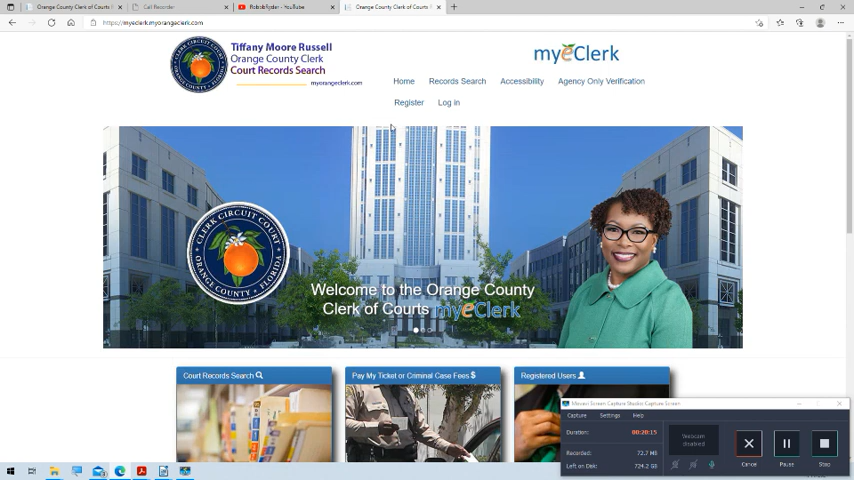 Orange County Clerk of Courts R
Call Recorder
YouTube
Orange County Clerk of Courts R
https://myeclerk.myorangeclerk.com
Tiffany Moore Russell
Orange County Clerk
Court Records Search
myorangeclerk.com
myeClerk
Home
Records Search
Accessibility
Agency Only Verification
Register
Log in
CLERK CIRCUIT COURT
ORANGE COUNTY, FLORIDA
Welcome to the Orange County
Clerk of Courts myeClerk
Court Records Search
Pay My Ticket or Criminal Case Fees $
Registered Users
Movavi Screen Capture Studio Capture Screen
Capture
Settings
Help
Duration:
00:20:15
Recorded:
72.7 MB
Left on Disk:
724.2 GB
Webcam
disabled
Cancel
Pause
Stop